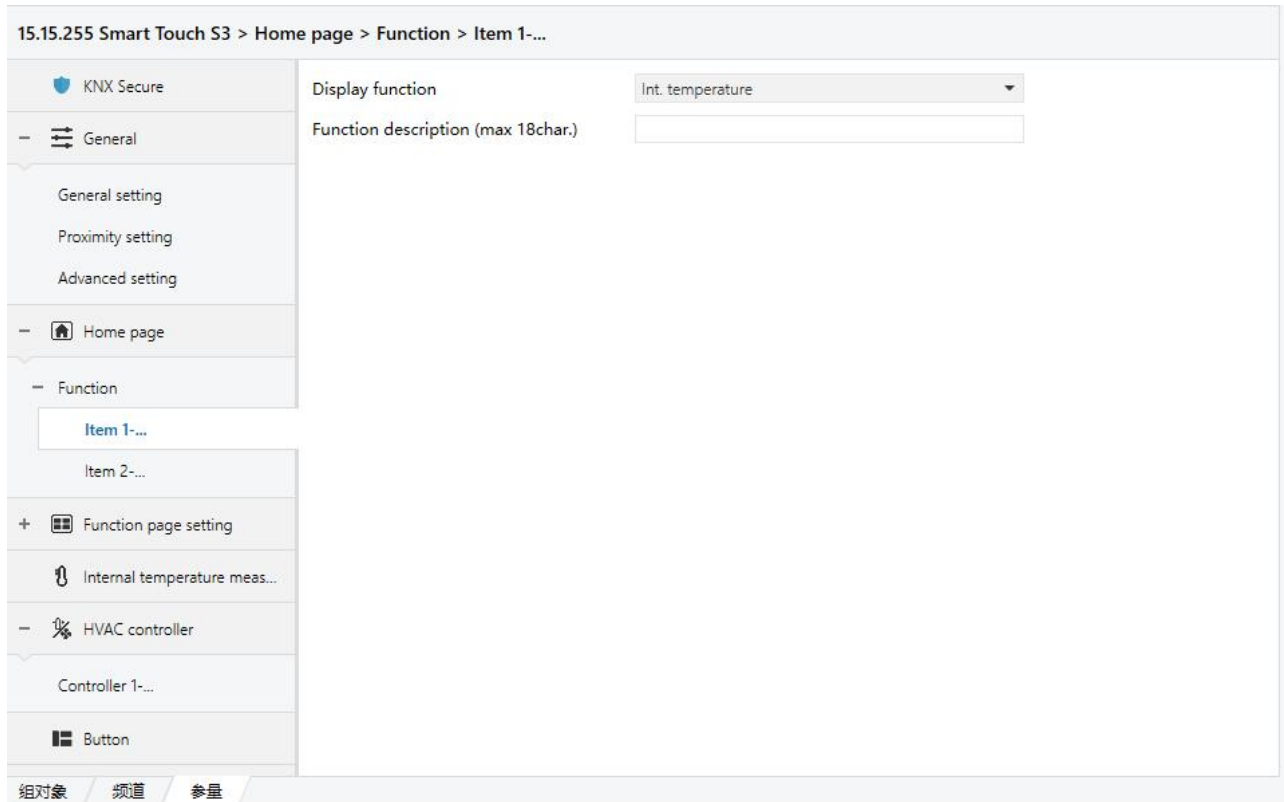 15.15.255 Smart Touch S3 > Home page > Function > Item 1-...
KNX Secure
General
General setting
Proximity setting
Advanced setting
Home page
Function
Item 1-...
Item 2-...
Function page setting
Internal temperature meas...
HVAC controller
Controller 1-...
Button
Display function
Int. temperature
Function description (max 18char.)
组对象
频道
参量